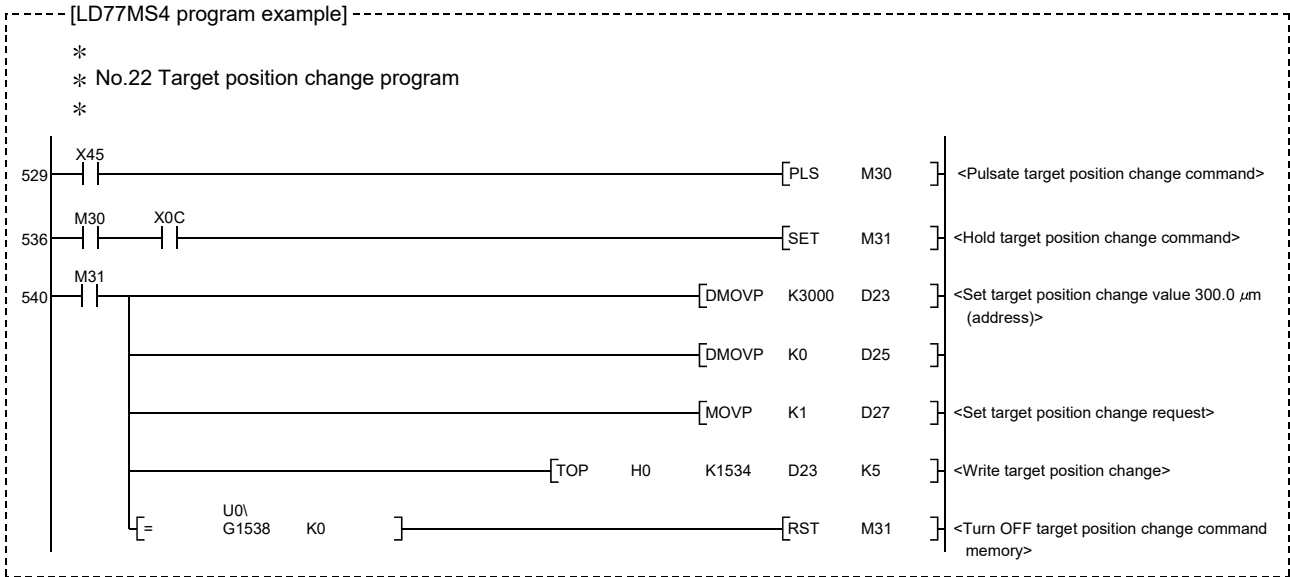 [LD77MS4 program example]
*
* No.22 Target position change program
*
X45
529 [PLS M30 ] <Pulsate target position change command>
M30 X0C
536 [SET M31 ] <Hold target position change command>
M31
540 [DMOVP K3000 D23 ] <Set target position change value 300.0 μm
(address)>
[DMOVP K0 D25 ]
[MOVP K1 D27 ] <Set target position change request>
[TOP H0 K1534 D23 K5 ] <Write target position change>
U0\
[= G1538 K0 ] [RST M31 ] <Turn OFF target position change command
memory>